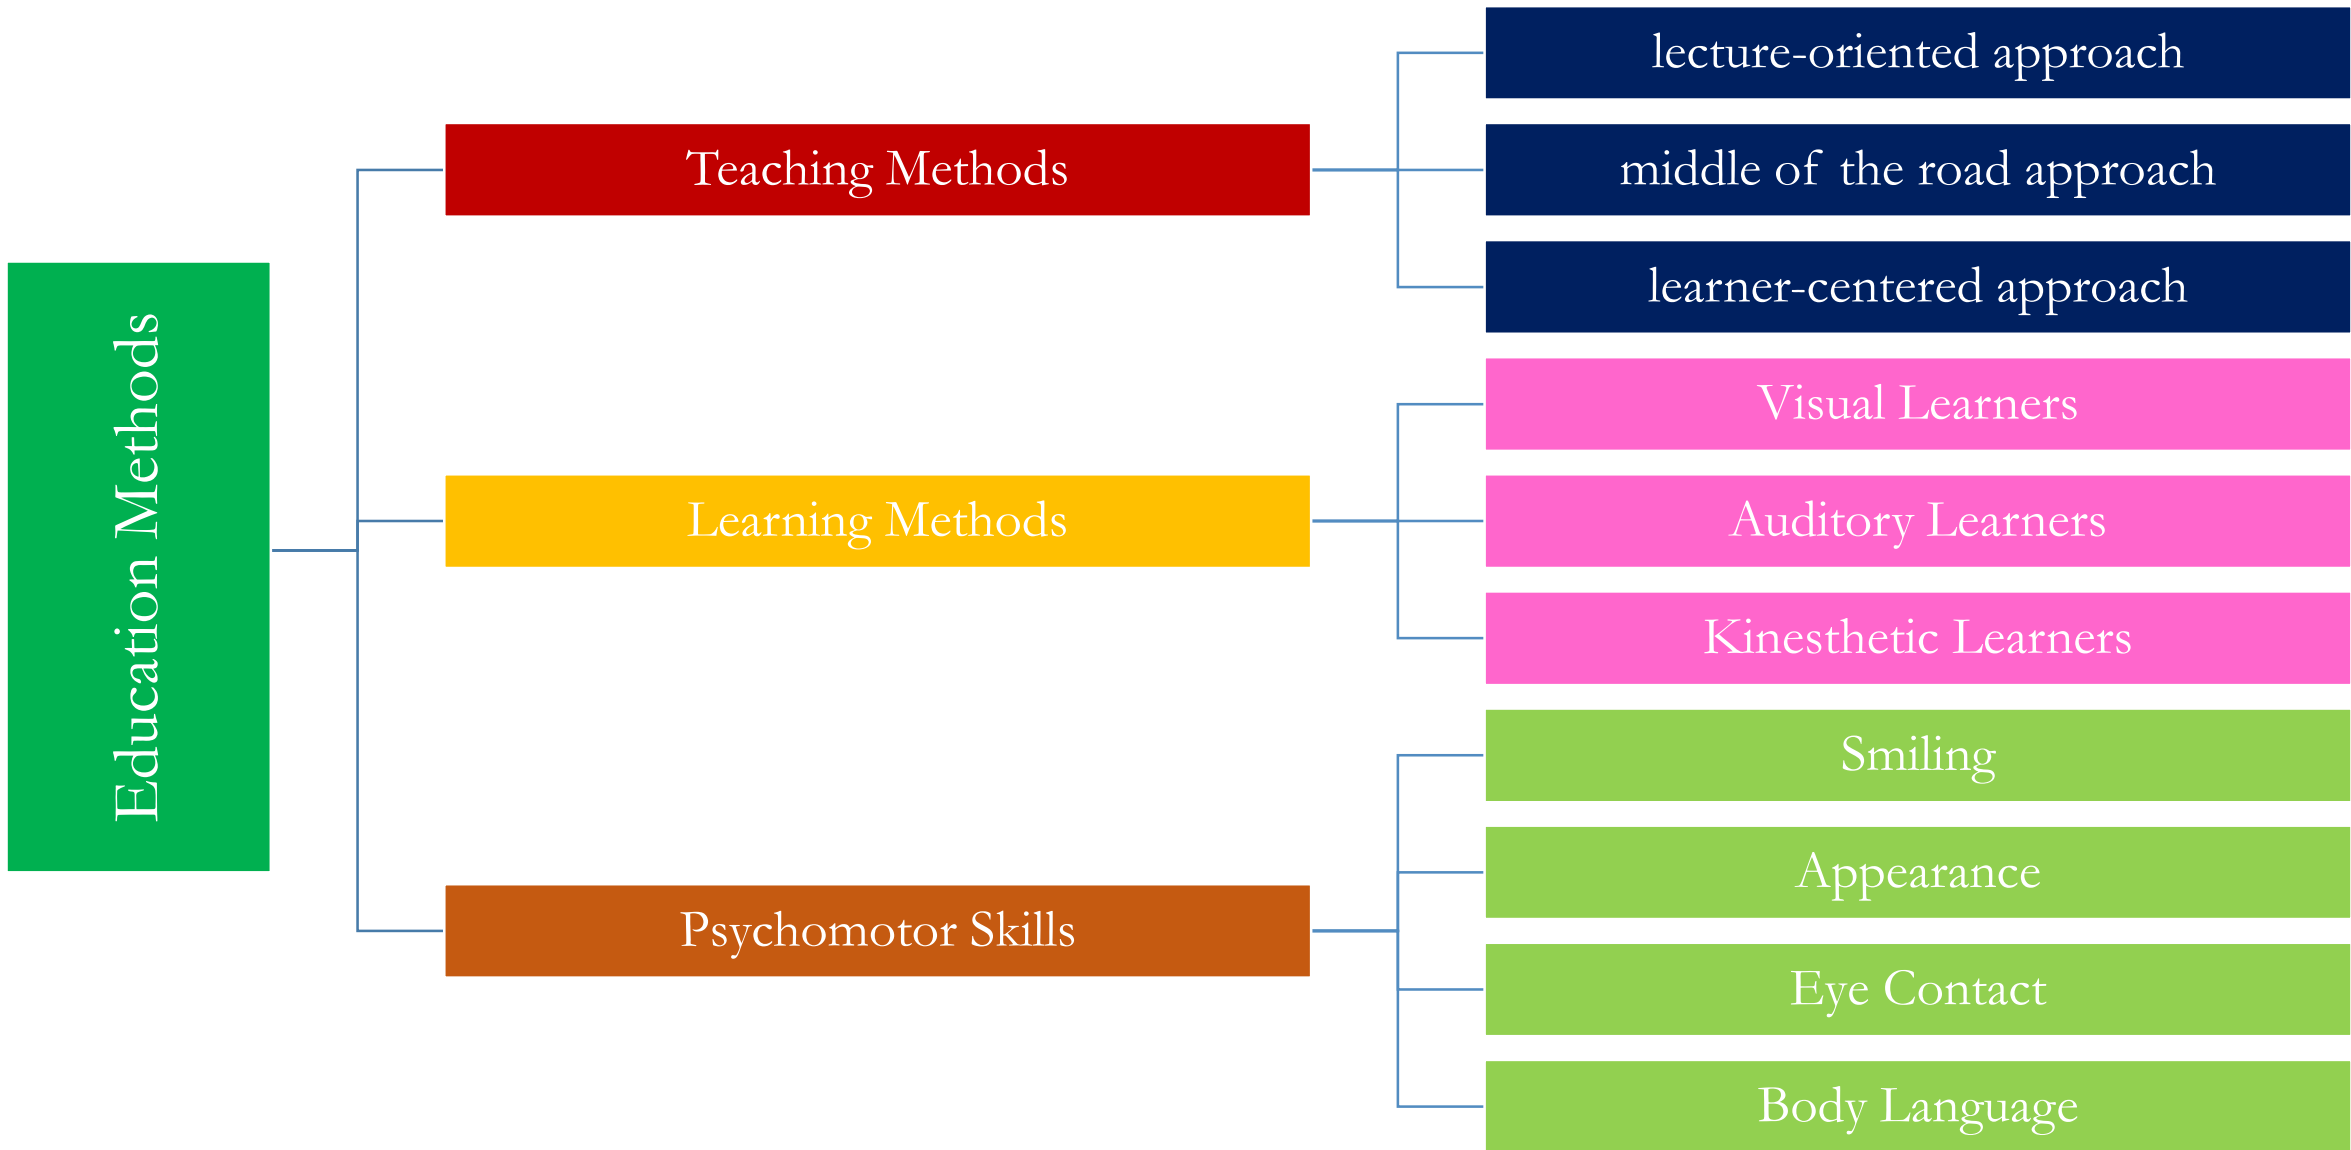 Education Methods
Teaching Methods
lecture-oriented approach
middle of the road approach
learner-centered approach
Learning Methods
Visual Learners
Auditory Learners
Kinesthetic Learners
Psychomotor Skills
Smiling
Appearance
Eye Contact
Body Language